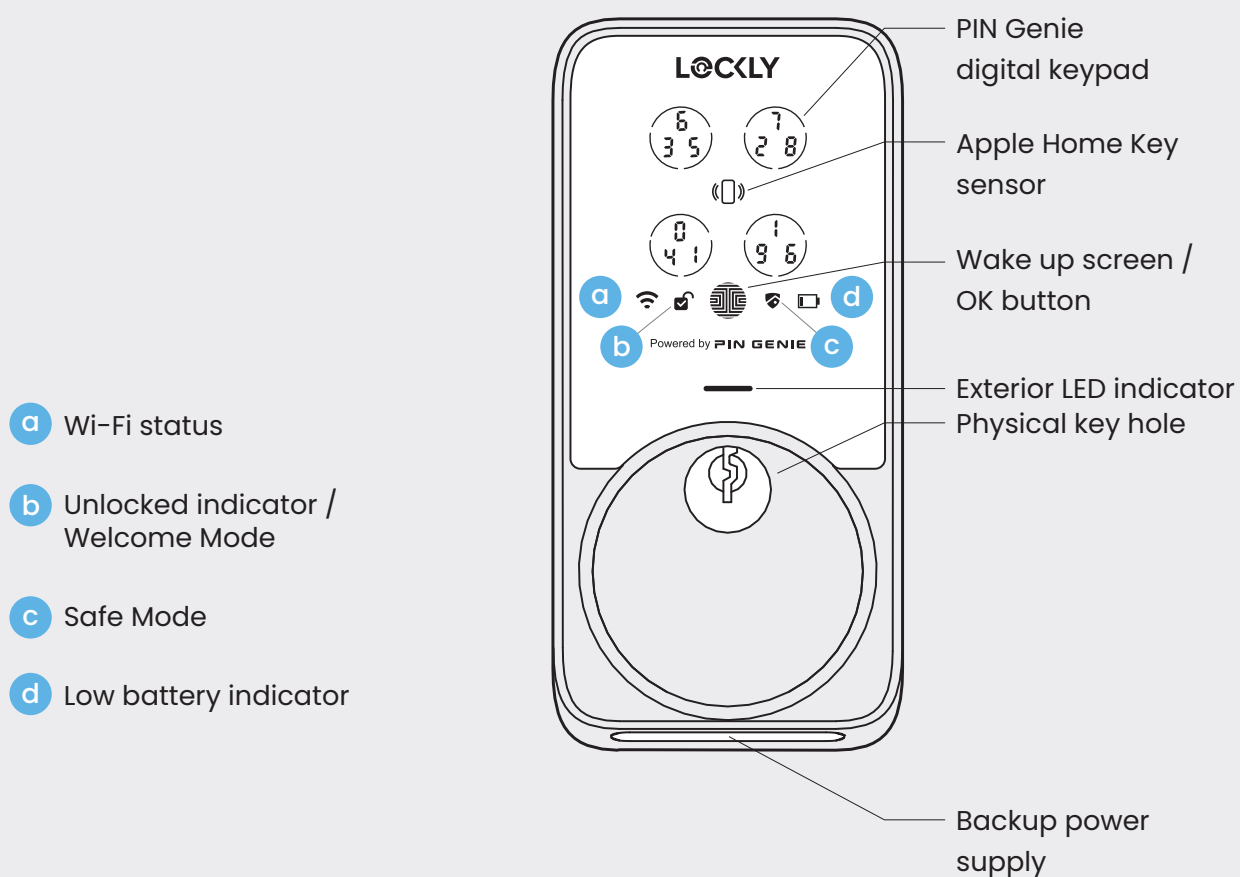 PIN Genie
digital keypad
LOCKLY
6
3 5
7
2 8
Apple Home Key
sensor
0
4 1
1
9 6
Wake up screen /
OK button
a
d
b
c
Powered by PIN GENIE
Exterior LED indicator
Physical key hole
a Wi-Fi status
b Unlocked indicator /
Welcome Mode
c Safe Mode
d Low battery indicator
Backup power
supply